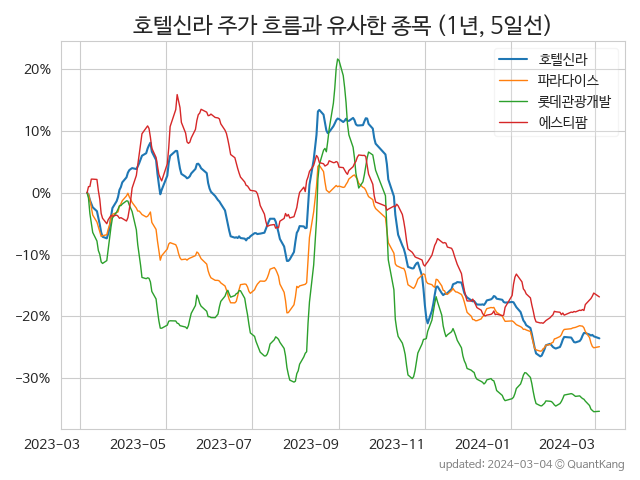 호텔신라 주가 흐름과 유사한 종목 (1년, 5일선)
호텔신라
파라다이스
롯데관광개발
에스티팜
20%
10%
0%
−10%
−20%
−30%
2023-03 2023-05 2023-07 2023-09 2023-11 2024-01 2024-03
updated: 2024-03-04 © QuantKang